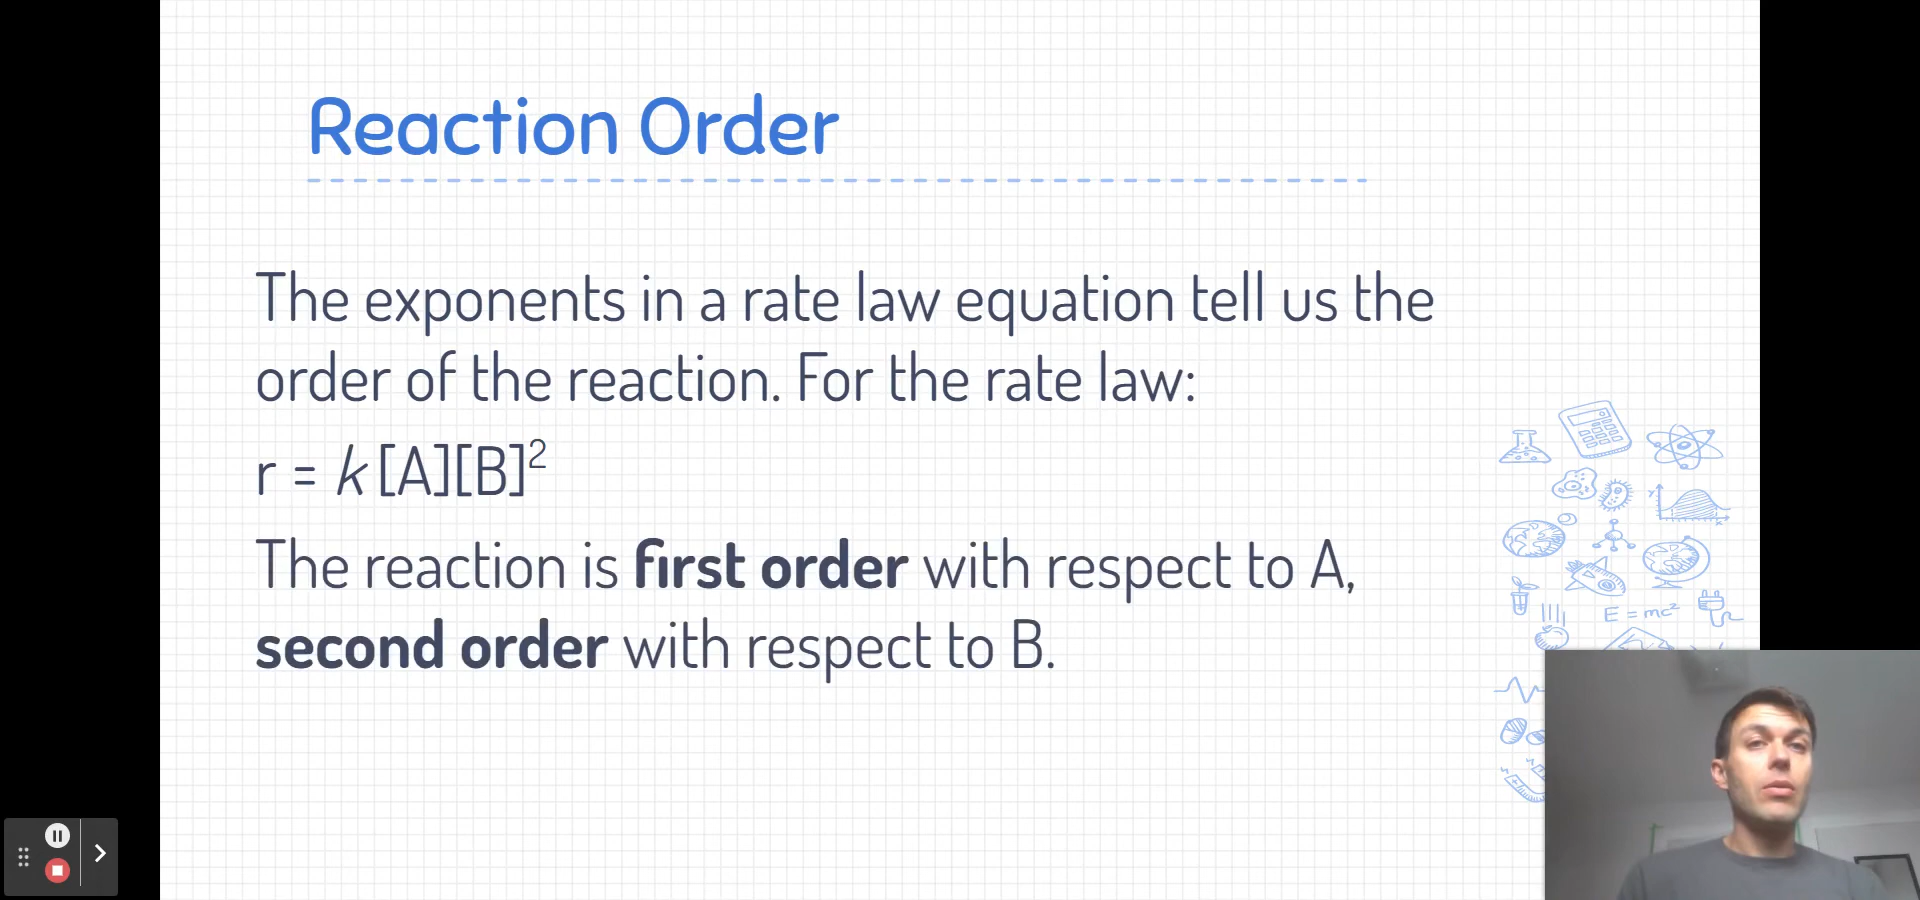 Reaction Order
The exponents in a rate law equation tell us the
order of the reaction. For the rate law:
r = k [A][B]²
The reaction is first order with respect to A,
second order with respect to B.
E = mc²